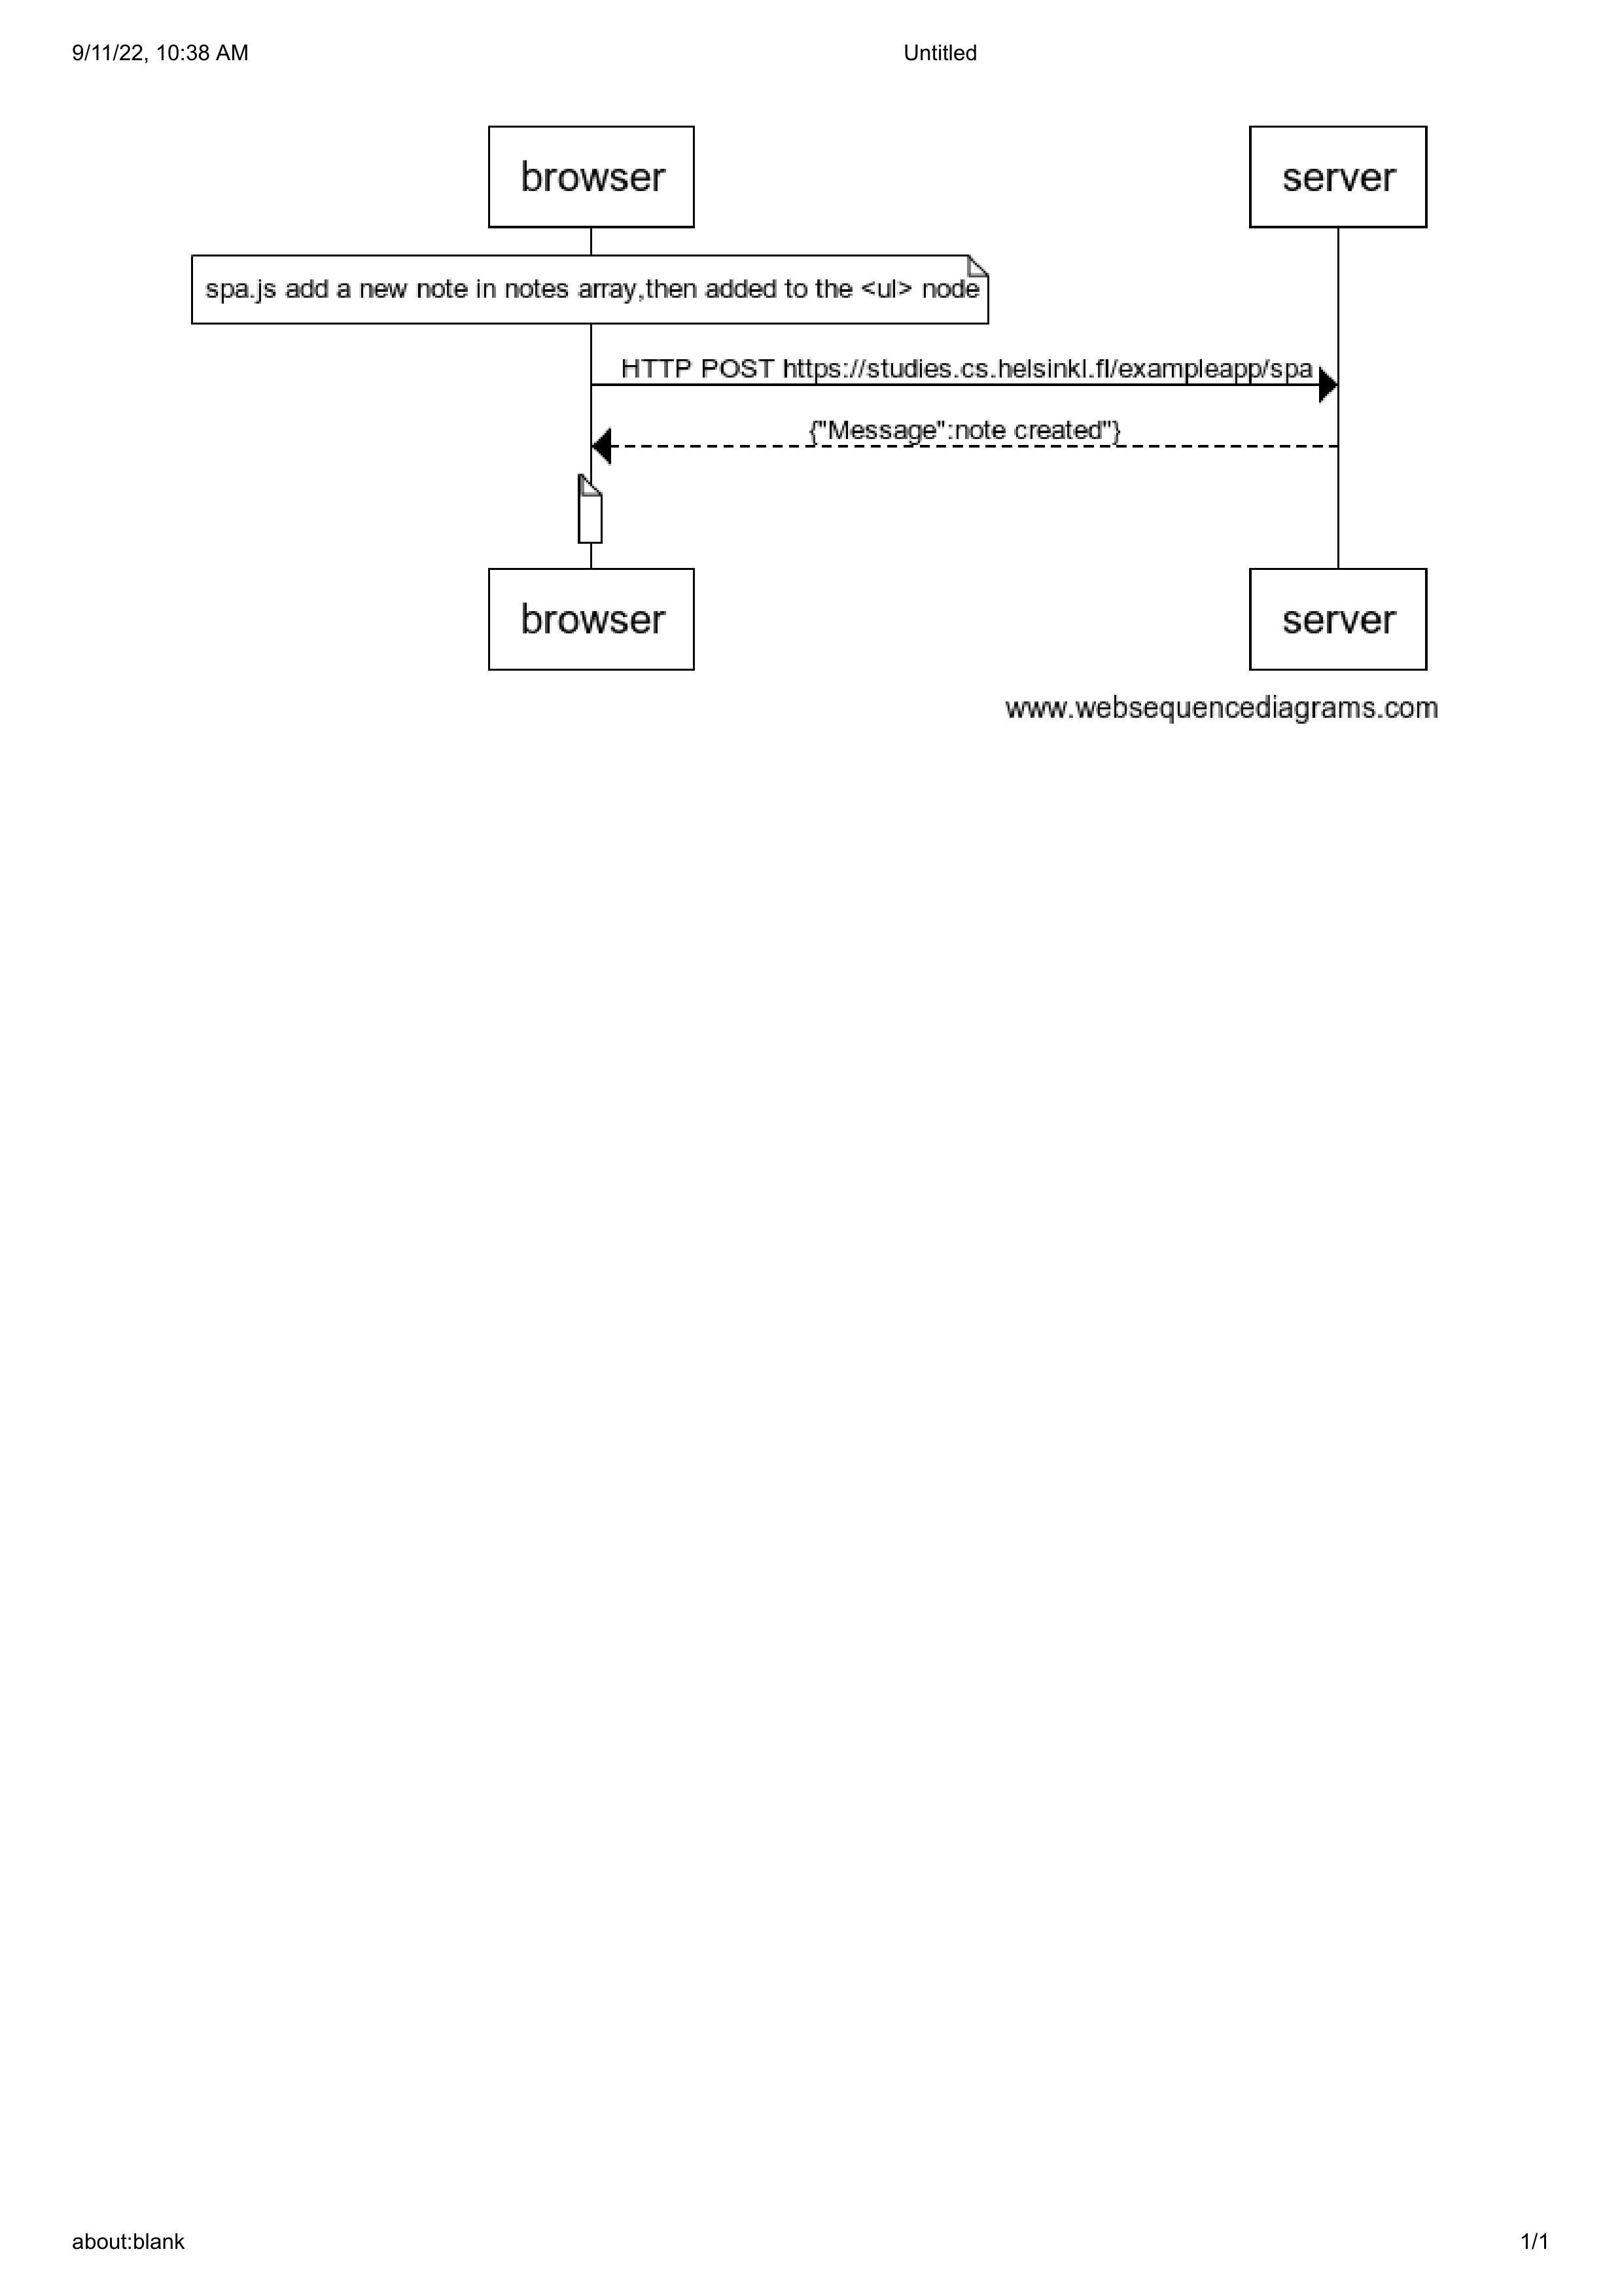 9/11/22, 10:38 AM Untitled
browser server
spa.js add a new note in notes array,then added to the <ul> node
HTTP POST https://studies.cs.helsinkl.fl/exampleapp/spa
{"Message":note created"}
browser server
www.websequencediagrams.com
about:blank 1/1